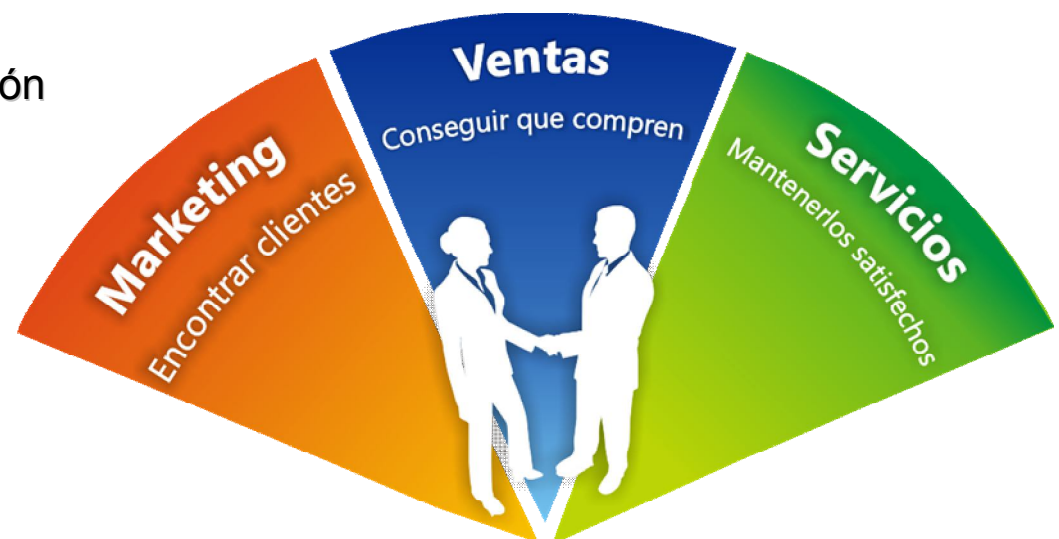 ón
Marketing
Encontrar clientes
Ventas
Conseguir que compren
Servicios
Mantenerlos satisfechos